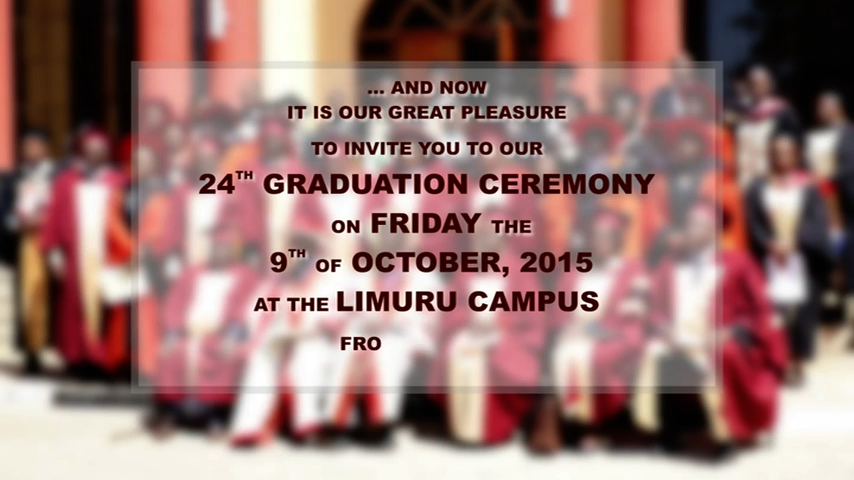 ... AND NOW
IT IS OUR GREAT PLEASURE
TO INVITE YOU TO OUR
24TH GRADUATION CEREMONY
ON FRIDAY THE
9TH OF OCTOBER, 2015
AT THE LIMURU CAMPUS
FRO